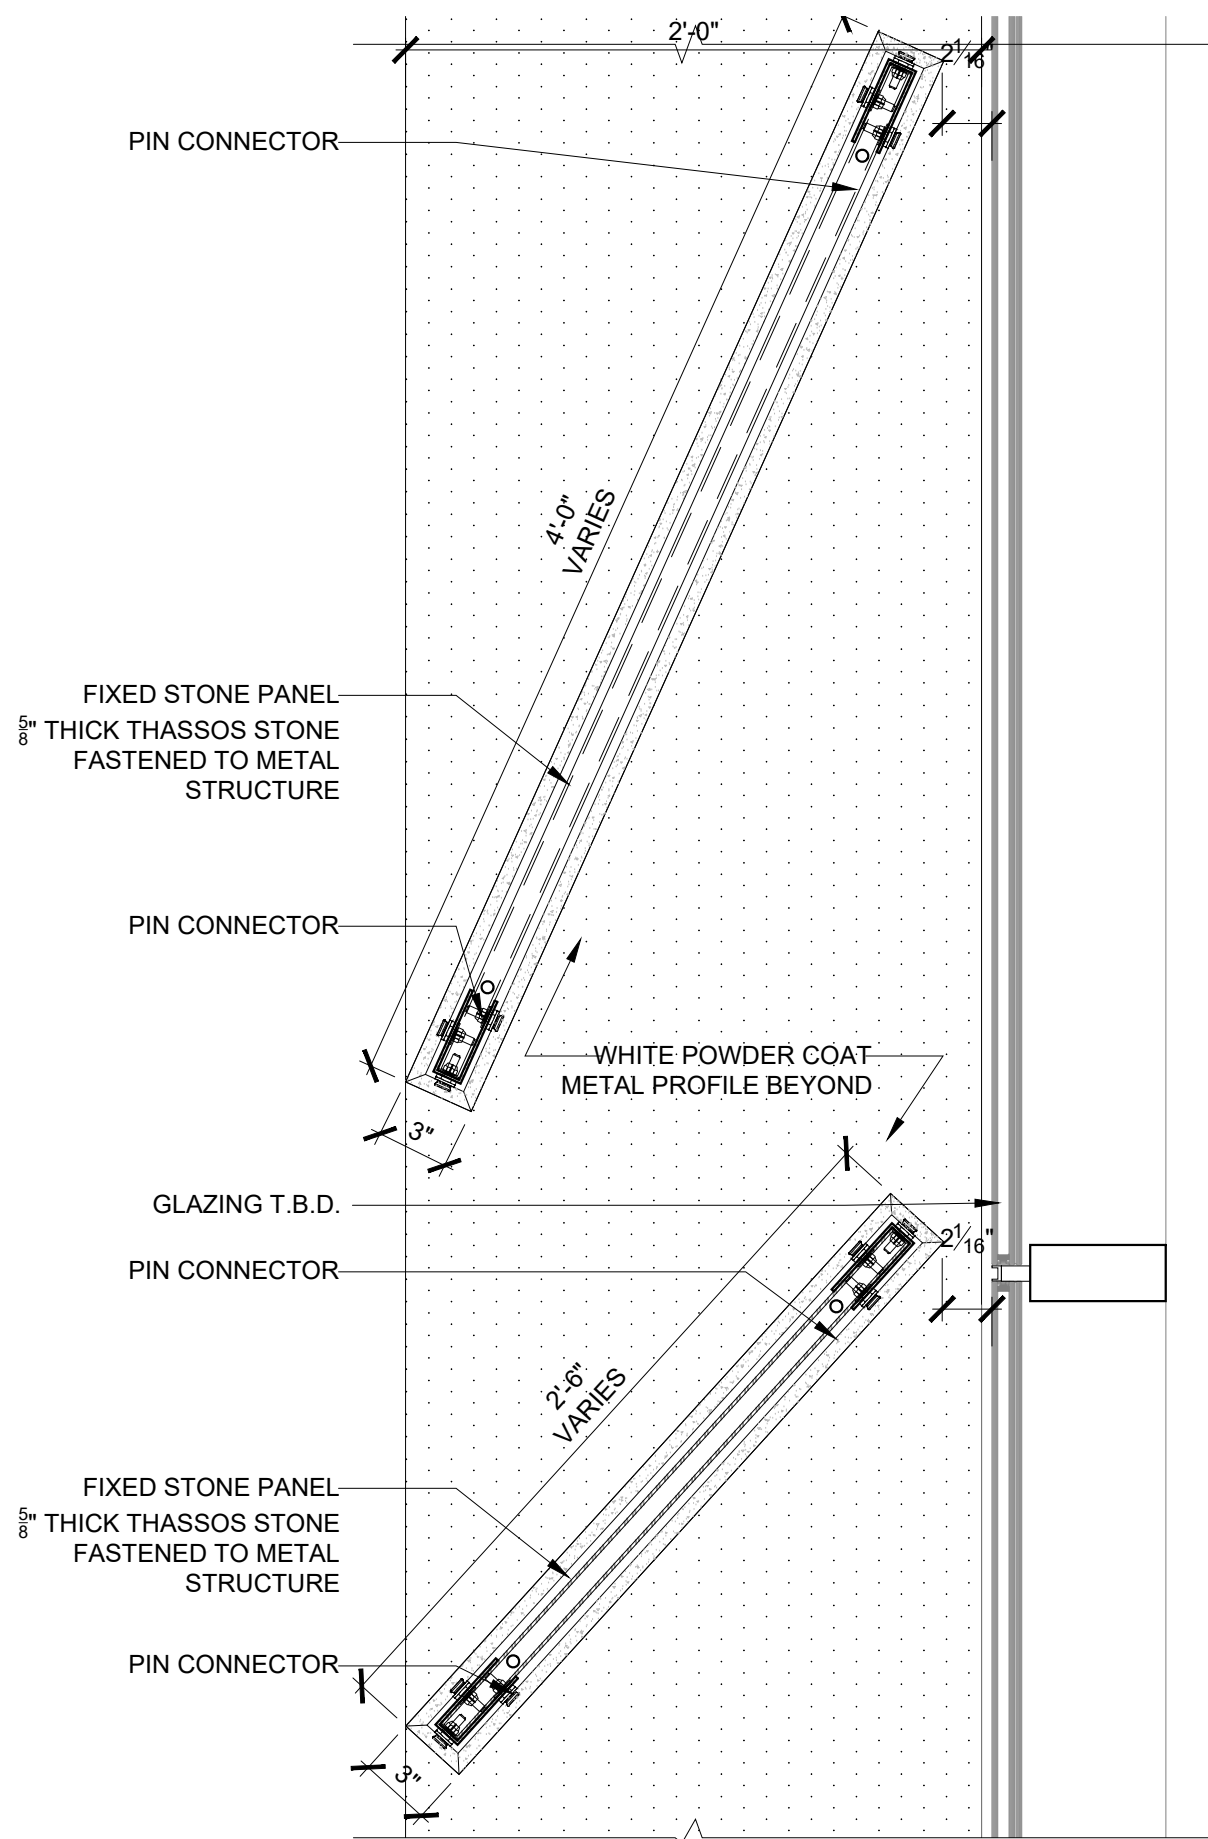 2'-0"
2 1/16"
PIN CONNECTOR
4'-0"
VARIES
FIXED STONE PANEL
5/8" THICK THASSOS STONE
FASTENED TO METAL
STRUCTURE
PIN CONNECTOR
WHITE POWDER COAT
METAL PROFILE BEYOND
3"
GLAZING T.B.D.
2 1/16"
PIN CONNECTOR
2'-6"
VARIES
FIXED STONE PANEL
5/8" THICK THASSOS STONE
FASTENED TO METAL
STRUCTURE
PIN CONNECTOR
3"